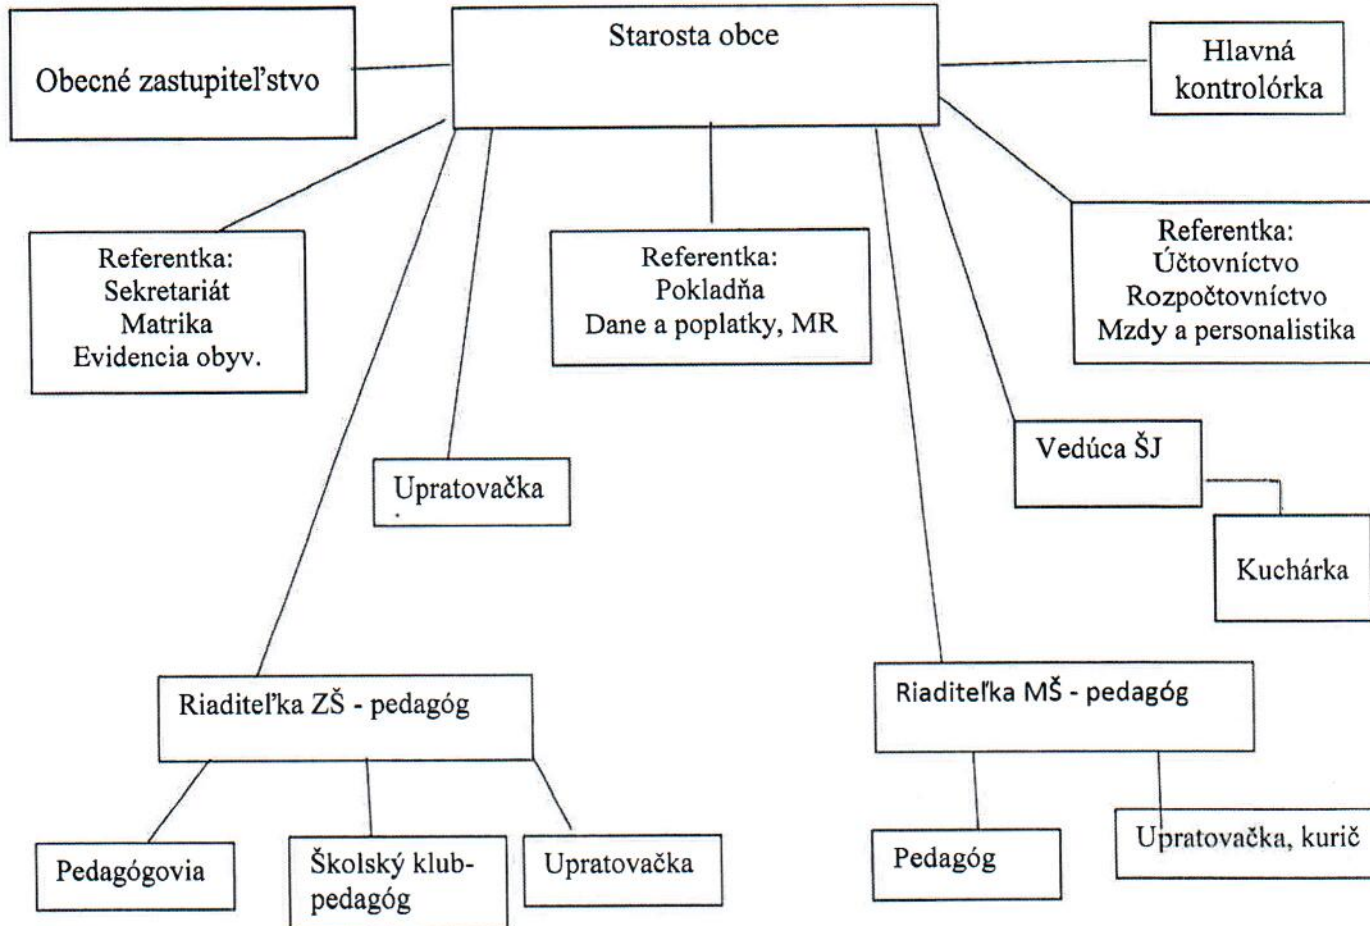 Starosta obce
Obecné zastupiteľstvo
Hlavná
kontrolórka
Referentka:
Sekretariát
Matrika
Evidencia obyv.
Referentka:
Pokladňa
Dane a poplatky, MR
Referentka:
Účtovníctvo
Rozpočtovníctvo
Mzdy a personalistika
Upratovačka
Vedúca ŠJ
Kuchárka
Riaditeľka ZŠ - pedagóg
Riaditeľka MŠ - pedagóg
Pedagógovia
Školský klub-
pedagóg
Upratovačka
Pedagóg
Upratovačka, kurič